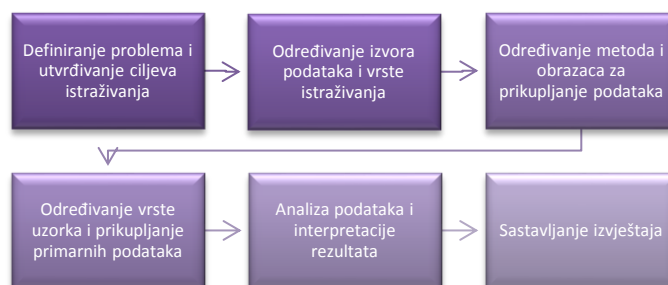 Definiranje problema i
utvrđivanje ciljeva
istraživanja
Određivanje izvora
podataka i vrste
istraživanja
Određivanje metoda i
obrazaca za
prikupljanje podataka
Određivanje vrste
uzorka i prikupljanje
primarnih podataka
Analiza podataka i
interpretacije
rezultata
Sastavljanje izvještaja